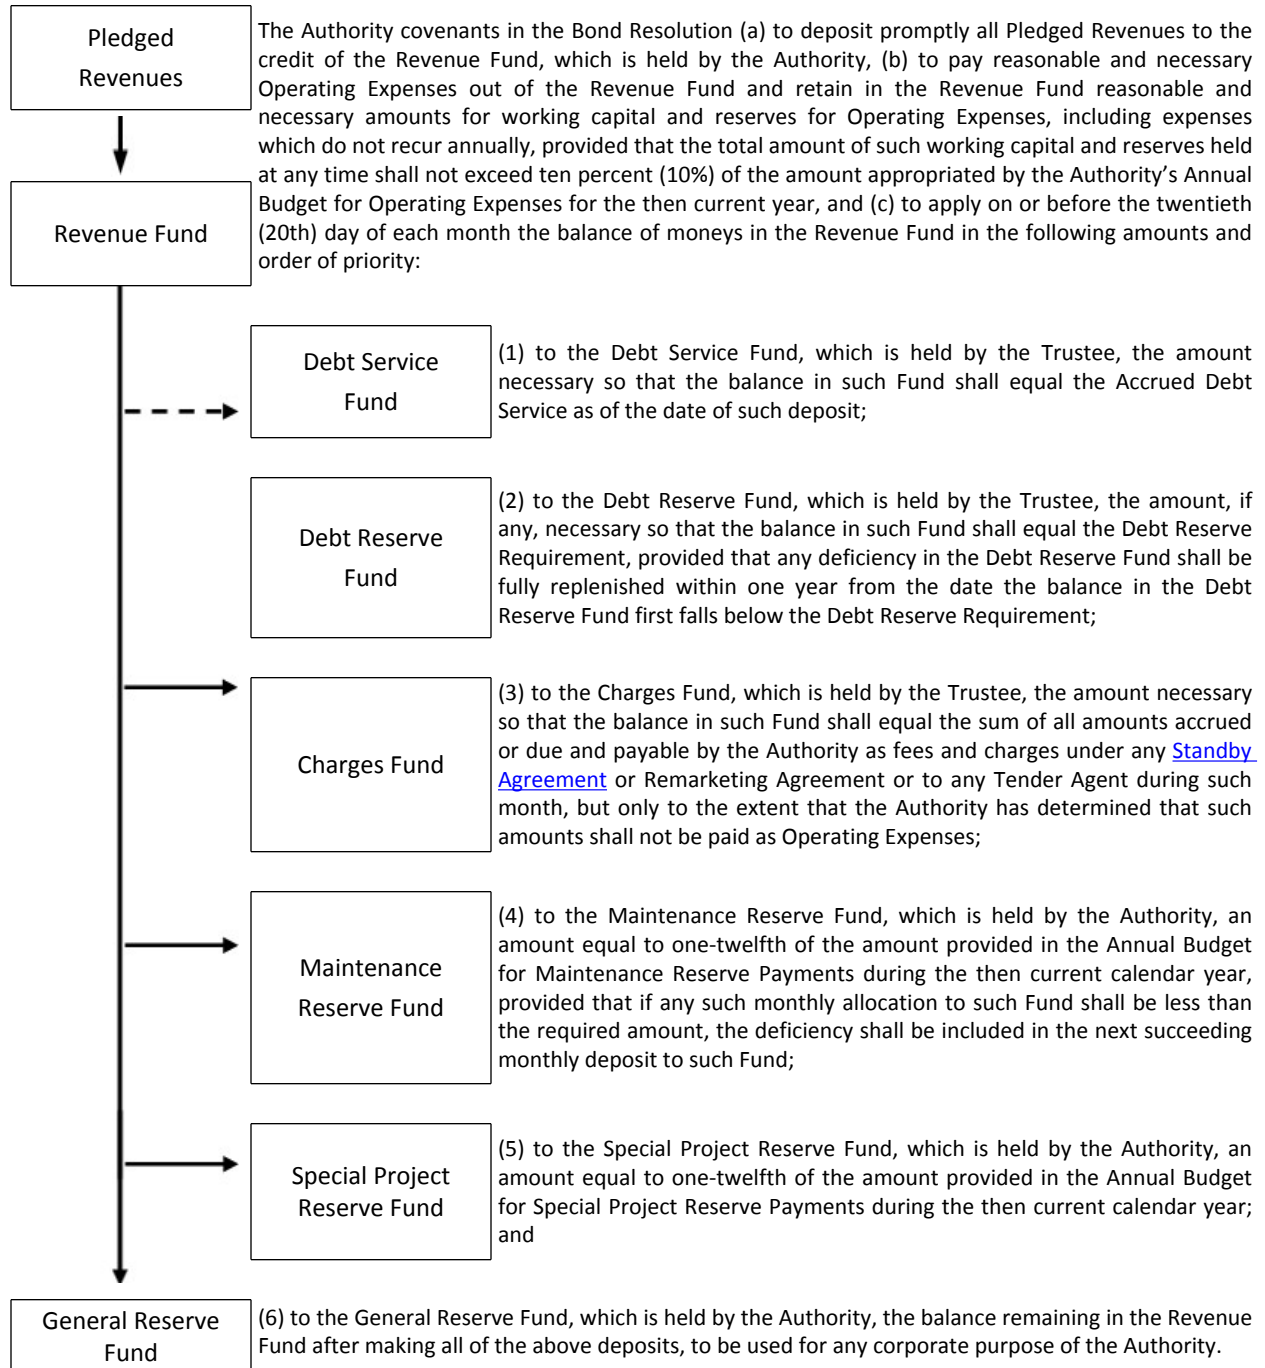 Pledged
Revenues
The Authority covenants in the Bond Resolution (a) to deposit promptly all Pledged Revenues to the
credit of the Revenue Fund, which is held by the Authority, (b) to pay reasonable and necessary
Operating Expenses out of the Revenue Fund and retain in the Revenue Fund reasonable and
necessary amounts for working capital and reserves for Operating Expenses, including expenses
which do not recur annually, provided that the total amount of such working capital and reserves held
at any time shall not exceed ten percent (10%) of the amount appropriated by the Authority’s Annual
Budget for Operating Expenses for the then current year, and (c) to apply on or before the twentieth
(20th) day of each month the balance of moneys in the Revenue Fund in the following amounts and
order of priority:
Revenue Fund
Debt Service
Fund
(1) to the Debt Service Fund, which is held by the Trustee, the amount
necessary so that the balance in such Fund shall equal the Accrued Debt
Service as of the date of such deposit;
Debt Reserve
Fund
(2) to the Debt Reserve Fund, which is held by the Trustee, the amount, if
any, necessary so that the balance in such Fund shall equal the Debt Reserve
Requirement, provided that any deficiency in the Debt Reserve Fund shall be
fully replenished within one year from the date the balance in the Debt
Reserve Fund first falls below the Debt Reserve Requirement;
Charges Fund
(3) to the Charges Fund, which is held by the Trustee, the amount necessary
so that the balance in such Fund shall equal the sum of all amounts accrued
or due and payable by the Authority as fees and charges under any Standby
Agreement or Remarketing Agreement or to any Tender Agent during such
month, but only to the extent that the Authority has determined that such
amounts shall not be paid as Operating Expenses;
Maintenance
Reserve Fund
(4) to the Maintenance Reserve Fund, which is held by the Authority, an
amount equal to one-twelfth of the amount provided in the Annual Budget
for Maintenance Reserve Payments during the then current calendar year,
provided that if any such monthly allocation to such Fund shall be less than
the required amount, the deficiency shall be included in the next succeeding
monthly deposit to such Fund;
Special Project
Reserve Fund
(5) to the Special Project Reserve Fund, which is held by the Authority, an
amount equal to one-twelfth of the amount provided in the Annual Budget
for Special Project Reserve Payments during the then current calendar year;
and
General Reserve
Fund
(6) to the General Reserve Fund, which is held by the Authority, the balance remaining in the Revenue
Fund after making all of the above deposits, to be used for any corporate purpose of the Authority.